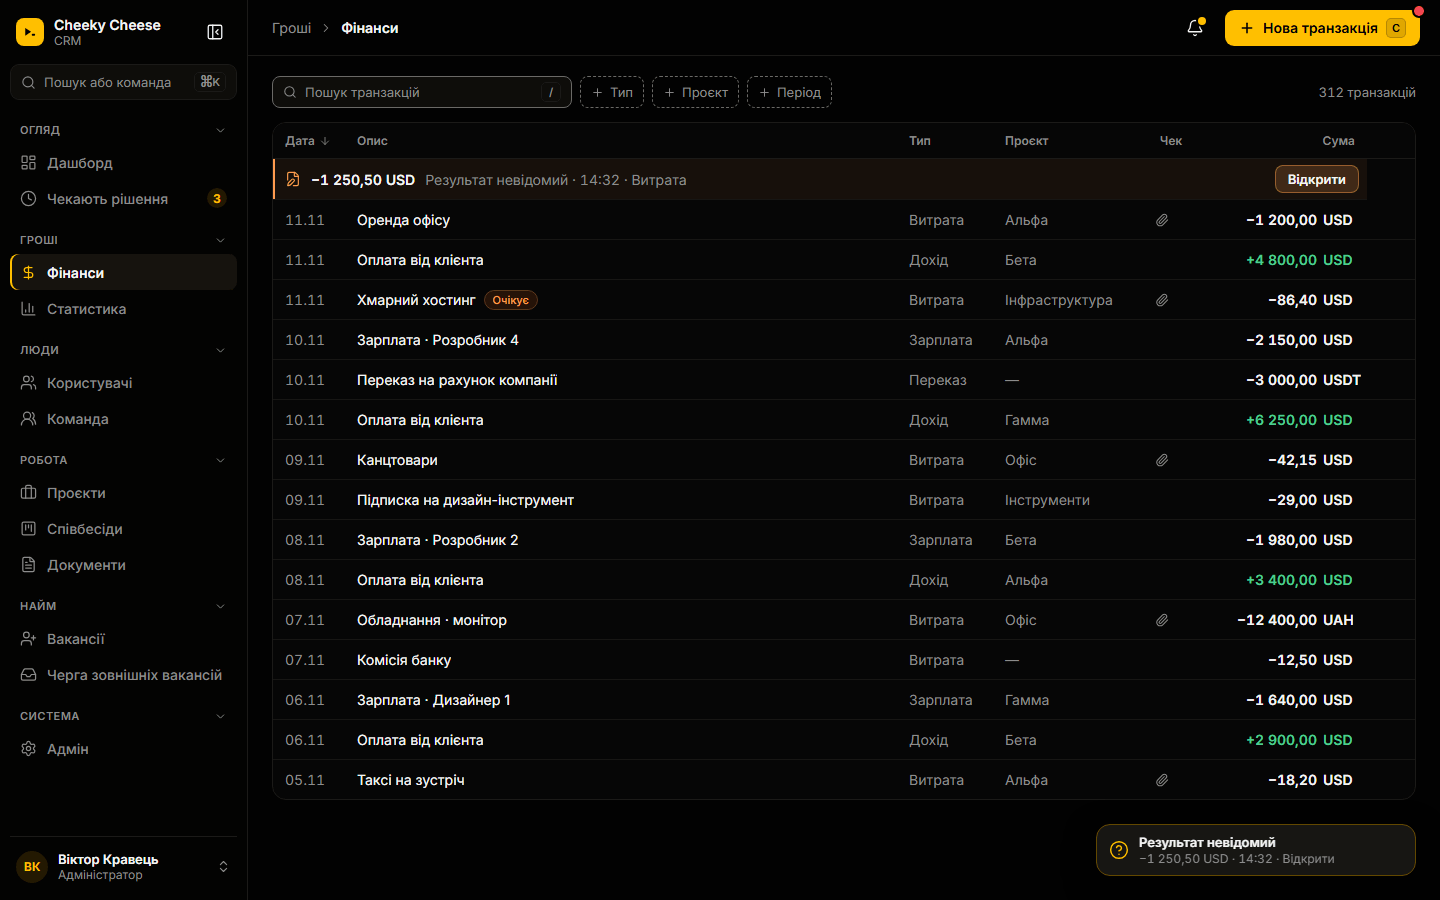 Cheeky Cheese
CRM
Пошук або команда ⌘K
ОГЛЯД
Дашборд
Чекають рішення 3
ГРОШІ
Фінанси
Статистика
ЛЮДИ
Користувачі
Команда
РОБОТА
Проєкти
Співбесіди
Документи
НАЙМ
Вакансії
Черга зовнішніх вакансій
СИСТЕМА
Адмін
ВК Віктор Кравець
Адміністратор
Гроші > Фінанси
+ Нова транзакція C
Пошук транзакцій /
+ Тип + Проєкт + Період
312 транзакцій
Дата ↓ Опис Тип Проєкт Чек Сума
−1 250,50 USD Результат невідомий · 14:32 · Витрата Відкрити
11.11 Оренда офісу Витрата Альфа −1 200,00 USD
11.11 Оплата від клієнта Дохід Бета +4 800,00 USD
11.11 Хмарний хостинг Очікує Витрата Інфраструктура −86,40 USD
10.11 Зарплата · Розробник 4 Зарплата Альфа −2 150,00 USD
10.11 Переказ на рахунок компанії Переказ — −3 000,00 USDT
10.11 Оплата від клієнта Дохід Гамма +6 250,00 USD
09.11 Канцтовари Витрата Офіс −42,15 USD
09.11 Підписка на дизайн-інструмент Витрата Інструменти −29,00 USD
08.11 Зарплата · Розробник 2 Зарплата Бета −1 980,00 USD
08.11 Оплата від клієнта Дохід Альфа +3 400,00 USD
07.11 Обладнання · монітор Витрата Офіс −12 400,00 UAH
07.11 Комісія банку Витрата — −12,50 USD
06.11 Зарплата · Дизайнер 1 Зарплата Гамма −1 640,00 USD
06.11 Оплата від клієнта Дохід Бета +2 900,00 USD
05.11 Таксі на зустріч Витрата Альфа −18,20 USD
Результат невідомий
−1 250,50 USD · 14:32 · Відкрити